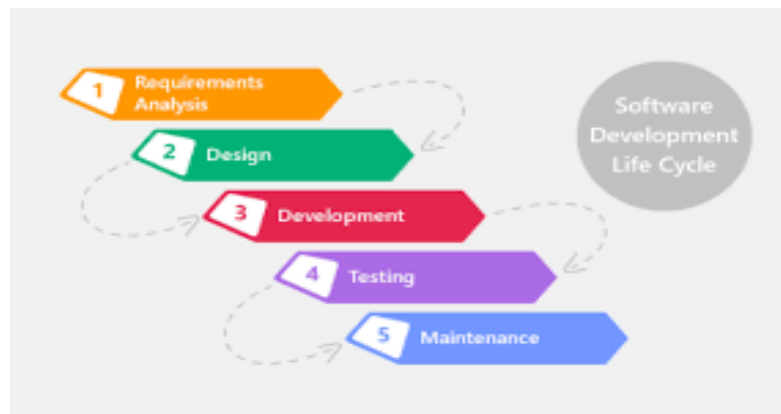 1
Requirements
Analysis
2
Design
3
Development
4
Testing
5
Maintenance
Software
Development
Life Cycle